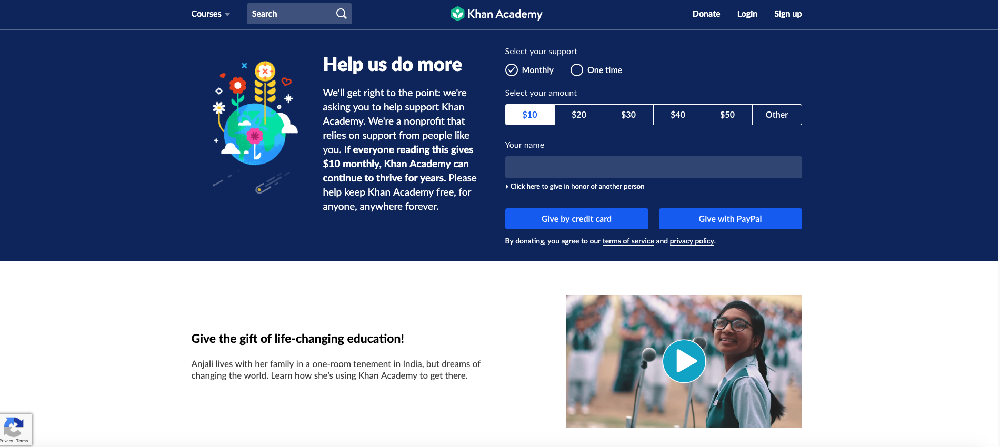 Courses
Search
Khan Academy
Donate
Login
Sign up
Help us do more
We'll get right to the point: we're
asking you to help support Khan
Academy. We're a nonprofit that
relies on support from people like
you. If everyone reading this gives
$10 monthly, Khan Academy can
continue to thrive for years. Please
help keep Khan Academy free, for
anyone, anywhere forever.
Select your support
Monthly
One time
Select your amount
$10
$20
$30
$40
$50
Other
Your name
Click here to give in honor of another person
Give by credit card
Give with PayPal
By donating, you agree to our terms of service and privacy policy.
Give the gift of life-changing education!
Anjali lives with her family in a one-room tenement in India, but dreams of
changing the world. Learn how she’s using Khan Academy to get there.
Privacy - Terms